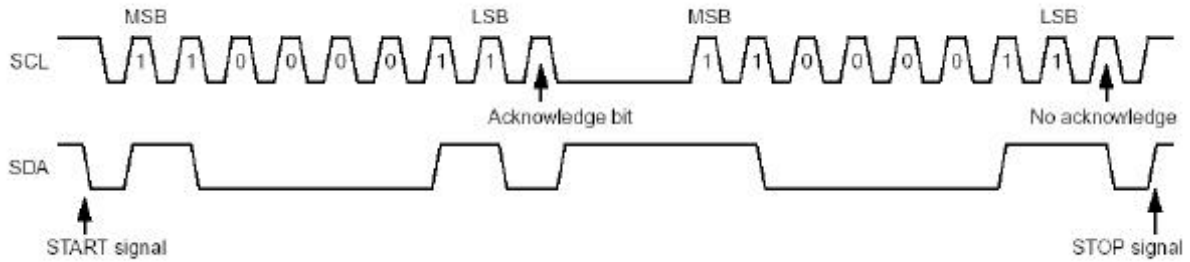 MSB LSB MSB LSB
SCL 1 1 0 0 0 0 1 1 1 1 0 0 0 0 1 1
Acknowledge bit No acknowledge
SDA
START signal STOP signal